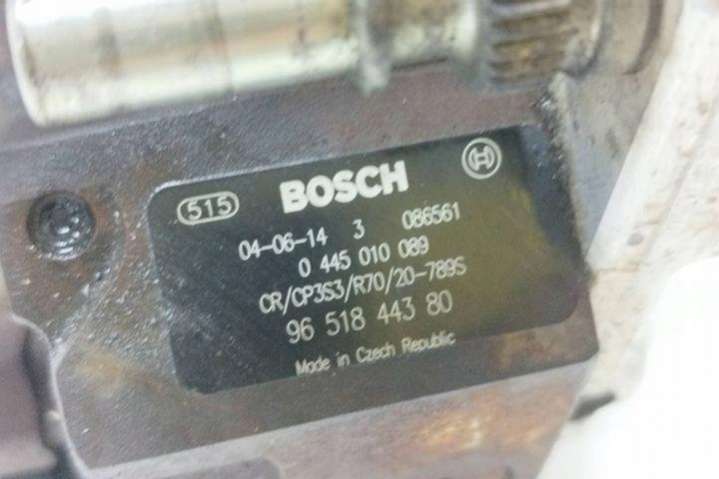 515 BOSCH
04-06-14 3 086561
0 445 010 089
CR/CP3S3/R70/20-789S
96 518 443 80
Made in Czech Republic